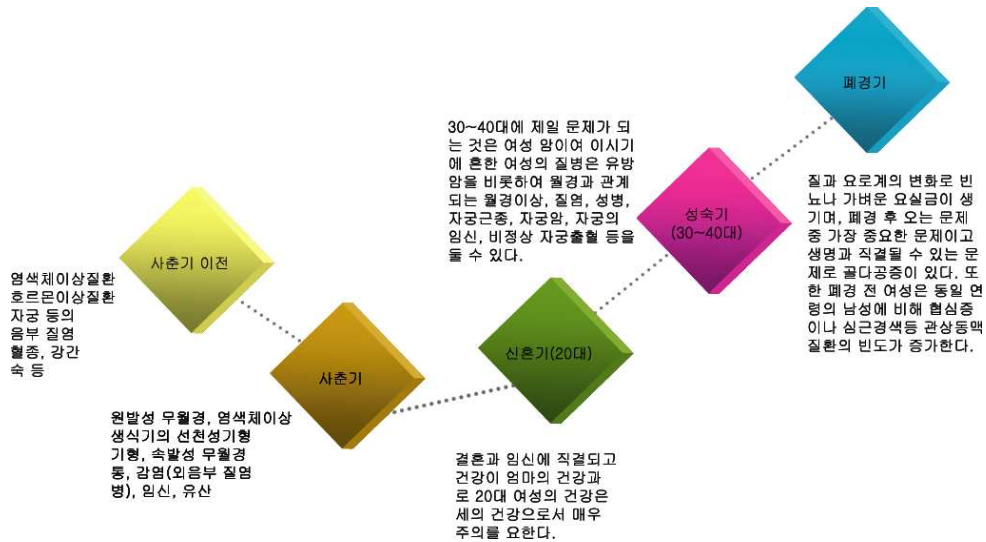 사춘기 이전
염색체이상질환
호르몬이상질환
자궁 등의
음부 질염
혈종, 강간
숙 등
사춘기
원발성 무월경, 염색체이상
생식기의 선천성기형
기형, 속발성 무월경
통, 감염(외음부 질염
병), 임신, 유산
신혼기(20대)
결혼과 임신에 직결되고
건강이 엄마의 건강과
로 20대 여성의 건강은
세의 건강으로서 매우
주의를 요한다.
30~40대에 제일 문제가 되
는 것은 여성 암이여 이시기
에 흔한 여성의 질병은 유방
암을 비롯하여 월경과 관계
되는 월경이상, 질염, 성병,
자궁근종, 자궁암, 자궁의
임신, 비정상 자궁출혈 등을
둘 수 있다.
성숙기
(30~40대)
폐경기
질과 요로계의 변화로 빈
뇨나 가벼운 요실금이 생
기며, 폐경 후 오는 문제
중 가장 중요한 문제이고
생명과 직결될 수 있는 문
제로 골다공증이 있다. 또
한 폐경 전 여성은 동일 연
령의 남성에 비해 협심증
이나 심근경색등 관상동맥
질환의 빈도가 증가한다.